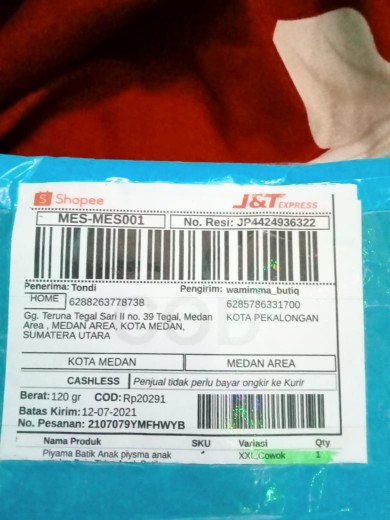 Shopee
J&T EXPRESS
MES-MES001
No. Resi: JP4424936322
Penerima: Tondi
Pengirim: wamimma_butiq
HOME
6288263778738
6285786331700
Gg. Teruna Tegal Sari II no. 39 Tegal, Medan
Area , MEDAN AREA, KOTA MEDAN,
SUMATERA UTARA
KOTA PEKALONGAN
COD
KOTA MEDAN
MEDAN AREA
CASHLESS
Penjual tidak perlu bayar ongkir ke Kurir
Berat: 120 gr COD: Rp20291
Batas Kirim: 12-07-2021
No. Pesanan: 2107079YMFHWYB
Nama Produk SKU Variasi Qty
Piyama Batik Anak piysma anak XXL,Cowok 1